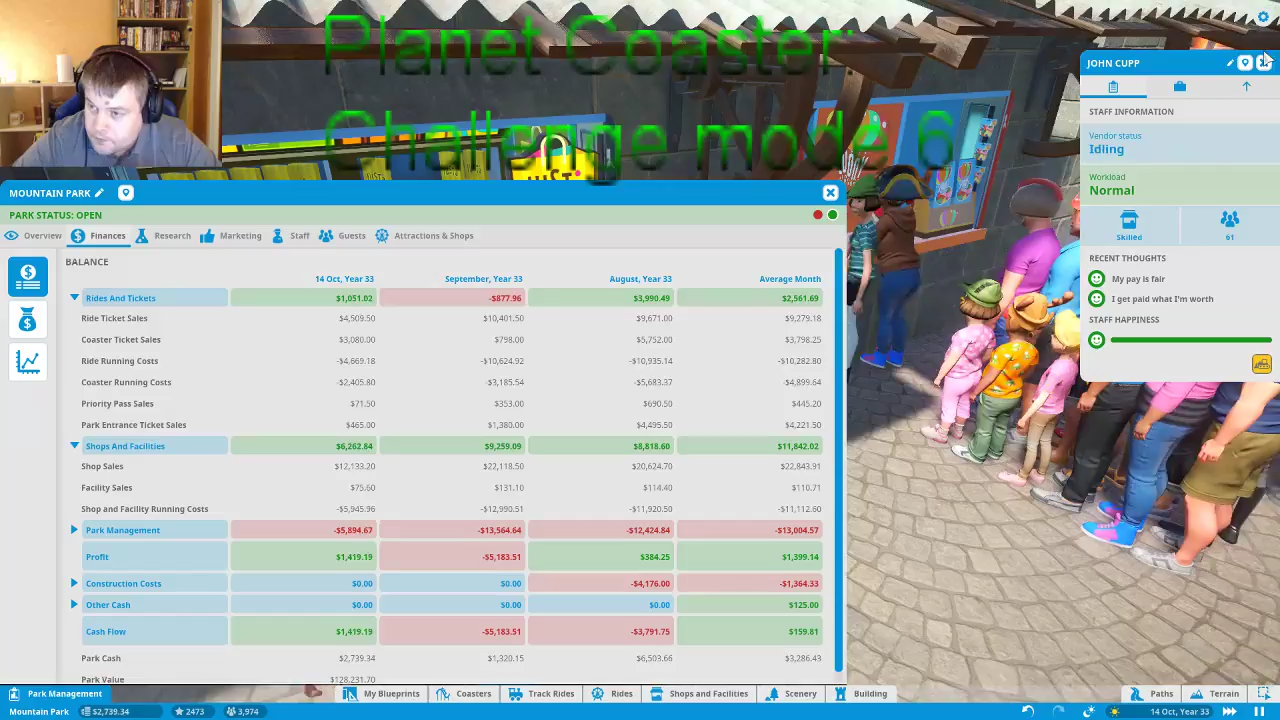 Planet Coaster
Challenge mode 6
JOHN CUPP
STAFF INFORMATION
Vendor status
Idling
Workload
Normal
Skilled
61
RECENT THOUGHTS
My pay is fair
I get paid what I'm worth
STAFF HAPPINESS
MOUNTAIN PARK
PARK STATUS: OPEN
Overview Finances Research Marketing Staff Guests Attractions & Shops
BALANCE
14 Oct, Year 33 September, Year 33 August, Year 33 Average Month
Rides And Tickets $1,051.02 -$877.96 $3,990.49 $2,561.69
Ride Ticket Sales $4,509.50 $10,401.50 $9,671.00 $9,279.18
Coaster Ticket Sales $3,080.00 $798.00 $5,752.00 $3,798.25
Ride Running Costs -$4,669.18 -$10,624.92 -$10,935.14 -$10,282.80
Coaster Running Costs -$2,405.80 -$3,185.54 -$5,683.37 -$4,899.64
Priority Pass Sales $71.50 $353.00 $690.50 $445.20
Park Entrance Ticket Sales $465.00 $1,380.00 $4,495.50 $4,221.50
Shops And Facilities $6,262.84 $9,259.09 $8,818.60 $11,842.02
Shop Sales $12,133.20 $22,118.50 $20,624.70 $22,843.91
Facility Sales $75.60 $131.10 $114.40 $110.71
Shop and Facility Running Costs -$5,945.96 -$12,990.51 -$11,920.50 -$11,112.60
Park Management -$5,894.67 -$13,564.64 -$12,424.84 -$13,004.57
Profit $1,419.19 -$5,183.51 $384.25 $1,399.14
Construction Costs $0.00 $0.00 -$4,176.00 -$1,364.33
Other Cash $0.00 $0.00 $0.00 $125.00
Cash Flow $1,419.19 -$5,183.51 -$3,791.75 $159.81
Park Cash $2,739.34 $1,320.15 $6,503.66 $3,286.43
Park Value $128,231.70
Park Management My Blueprints Coasters Track Rides Rides Shops and Facilities Scenery Building Paths Terrain
Mountain Park $2,739.34 2473 3,974 14 Oct, Year 33